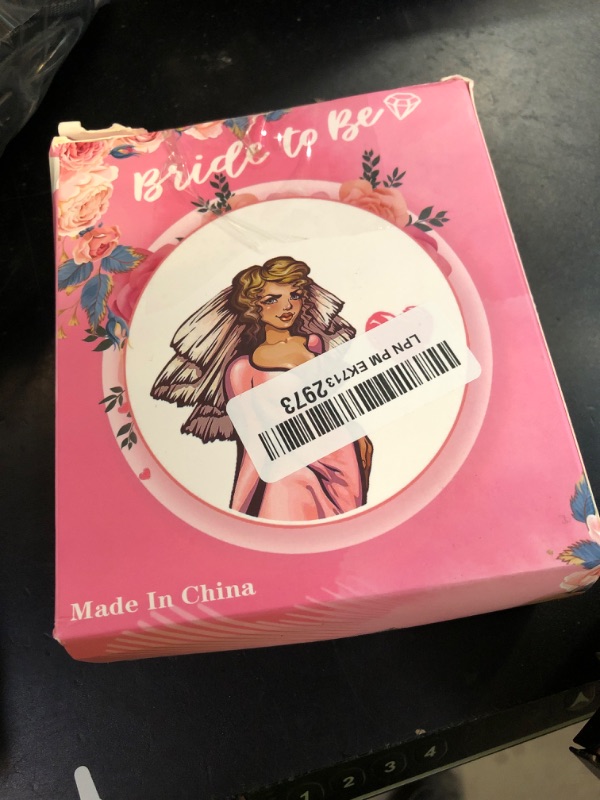 Bride to Be
LPN PM EK7132973
Made In China
1 2 3 4